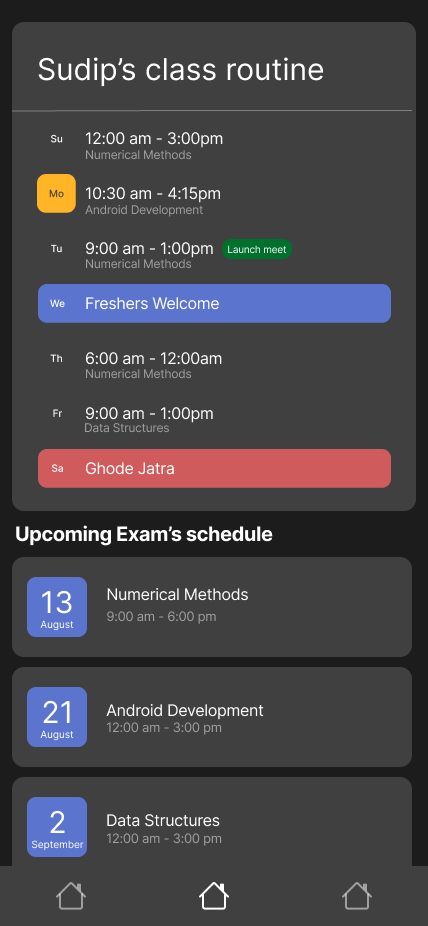 Sudip’s class routine
Su 12:00 am - 3:00pm
Numerical Methods
Mo 10:30 am - 4:15pm
Android Development
Tu 9:00 am - 1:00pm Launch meet
Numerical Methods
We Freshers Welcome
Th 6:00 am - 12:00am
Numerical Methods
Fr 9:00 am - 1:00pm
Data Structures
Sa Ghode Jatra
Upcoming Exam’s schedule
13 Numerical Methods
August 9:00 am - 6:00 pm
21 Android Development
August 12:00 am - 3:00 pm
2 Data Structures
September 12:00 am - 3:00 pm